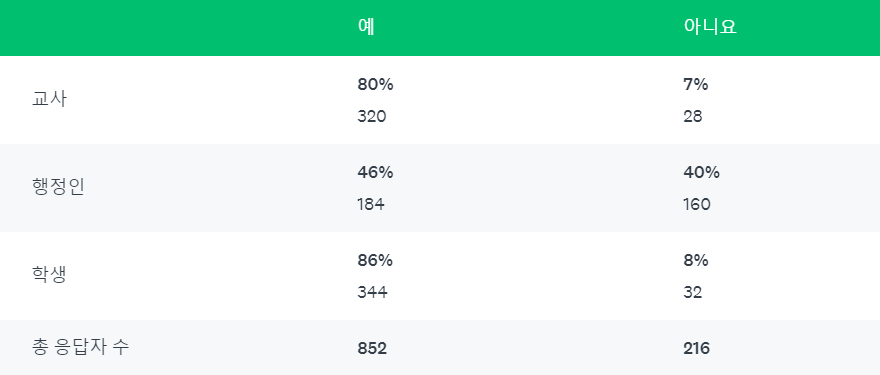 예 아니요
교사
80% 7%
320 28
행정인
46% 40%
184 160
학생
86% 8%
344 32
총 응답자 수 852 216